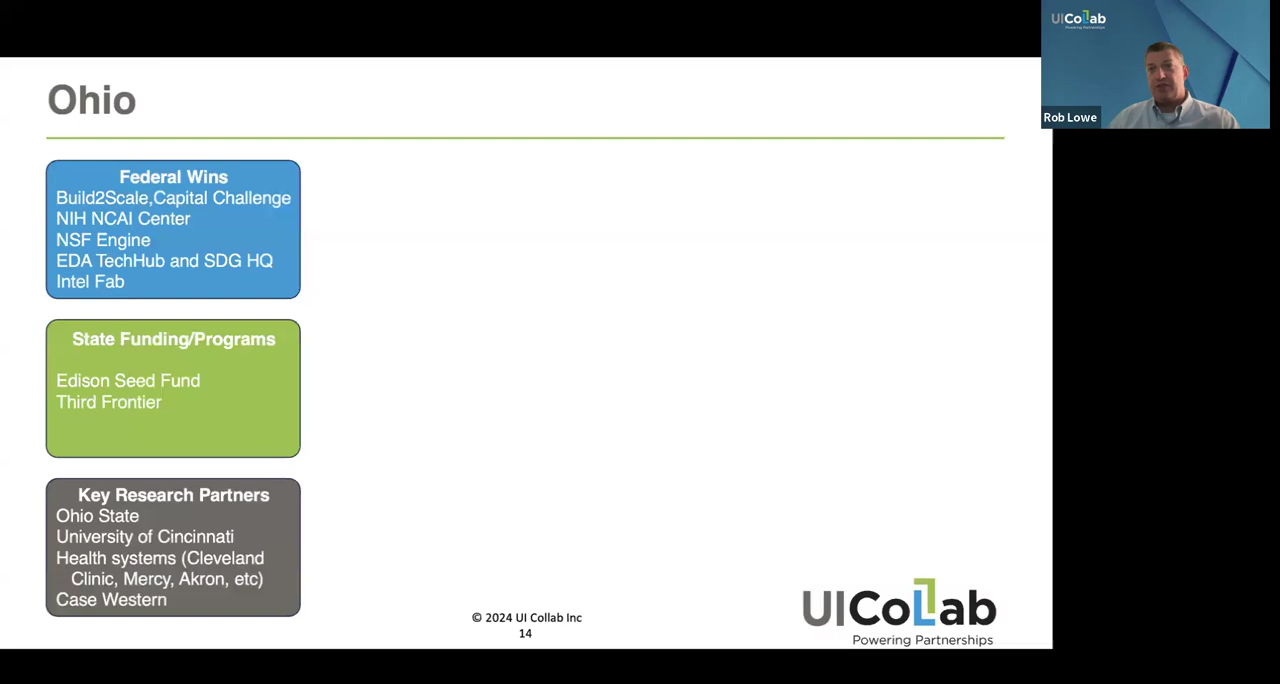 Ohio
Federal Wins
Build2Scale,Capital Challenge
NIH NCAI Center
NSF Engine
EDA TechHub and SDG HQ
Intel Fab
State Funding/Programs
Edison Seed Fund
Third Frontier
Key Research Partners
Ohio State
University of Cincinnati
Health systems (Cleveland
Clinic, Mercy, Akron, etc)
Case Western
© 2024 UI Collab Inc
14
UICoLLab
Powering Partnerships
UICoLLab
Powering Partnerships
Rob Lowe